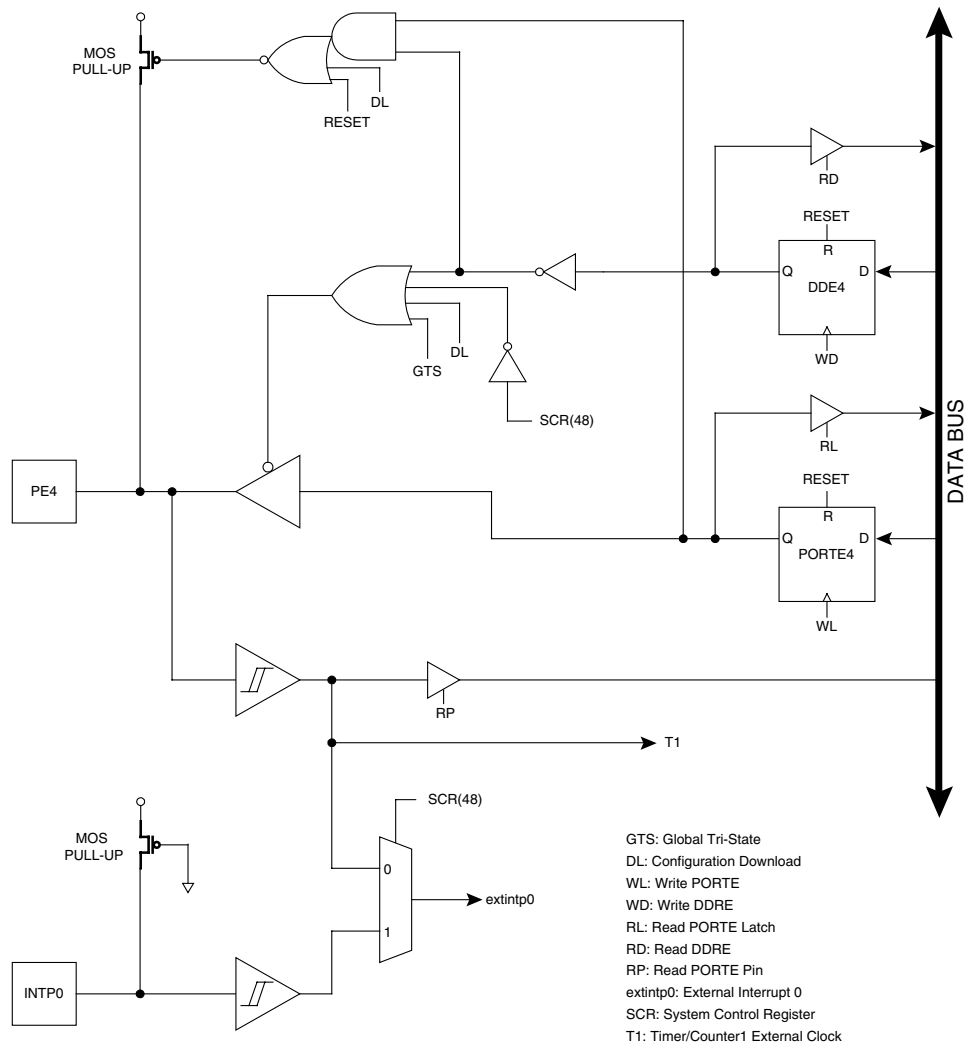 MOS
PULL-UP
DL
RESET
RD
RESET
R
Q
D
DDE4
WD
DL
GTS
SCR(48)
RL
DATA BUS
PE4
RESET
R
Q
D
PORTE4
WL
RP
T1
SCR(48)
MOS
PULL-UP
0
extintp0
1
INTP0
GTS: Global Tri-State
DL: Configuration Download
WL: Write PORTE
WD: Write DDRE
RL: Read PORTE Latch
RD: Read DDRE
RP: Read PORTE Pin
extintp0: External Interrupt 0
SCR: System Control Register
T1: Timer/Counter1 External Clock